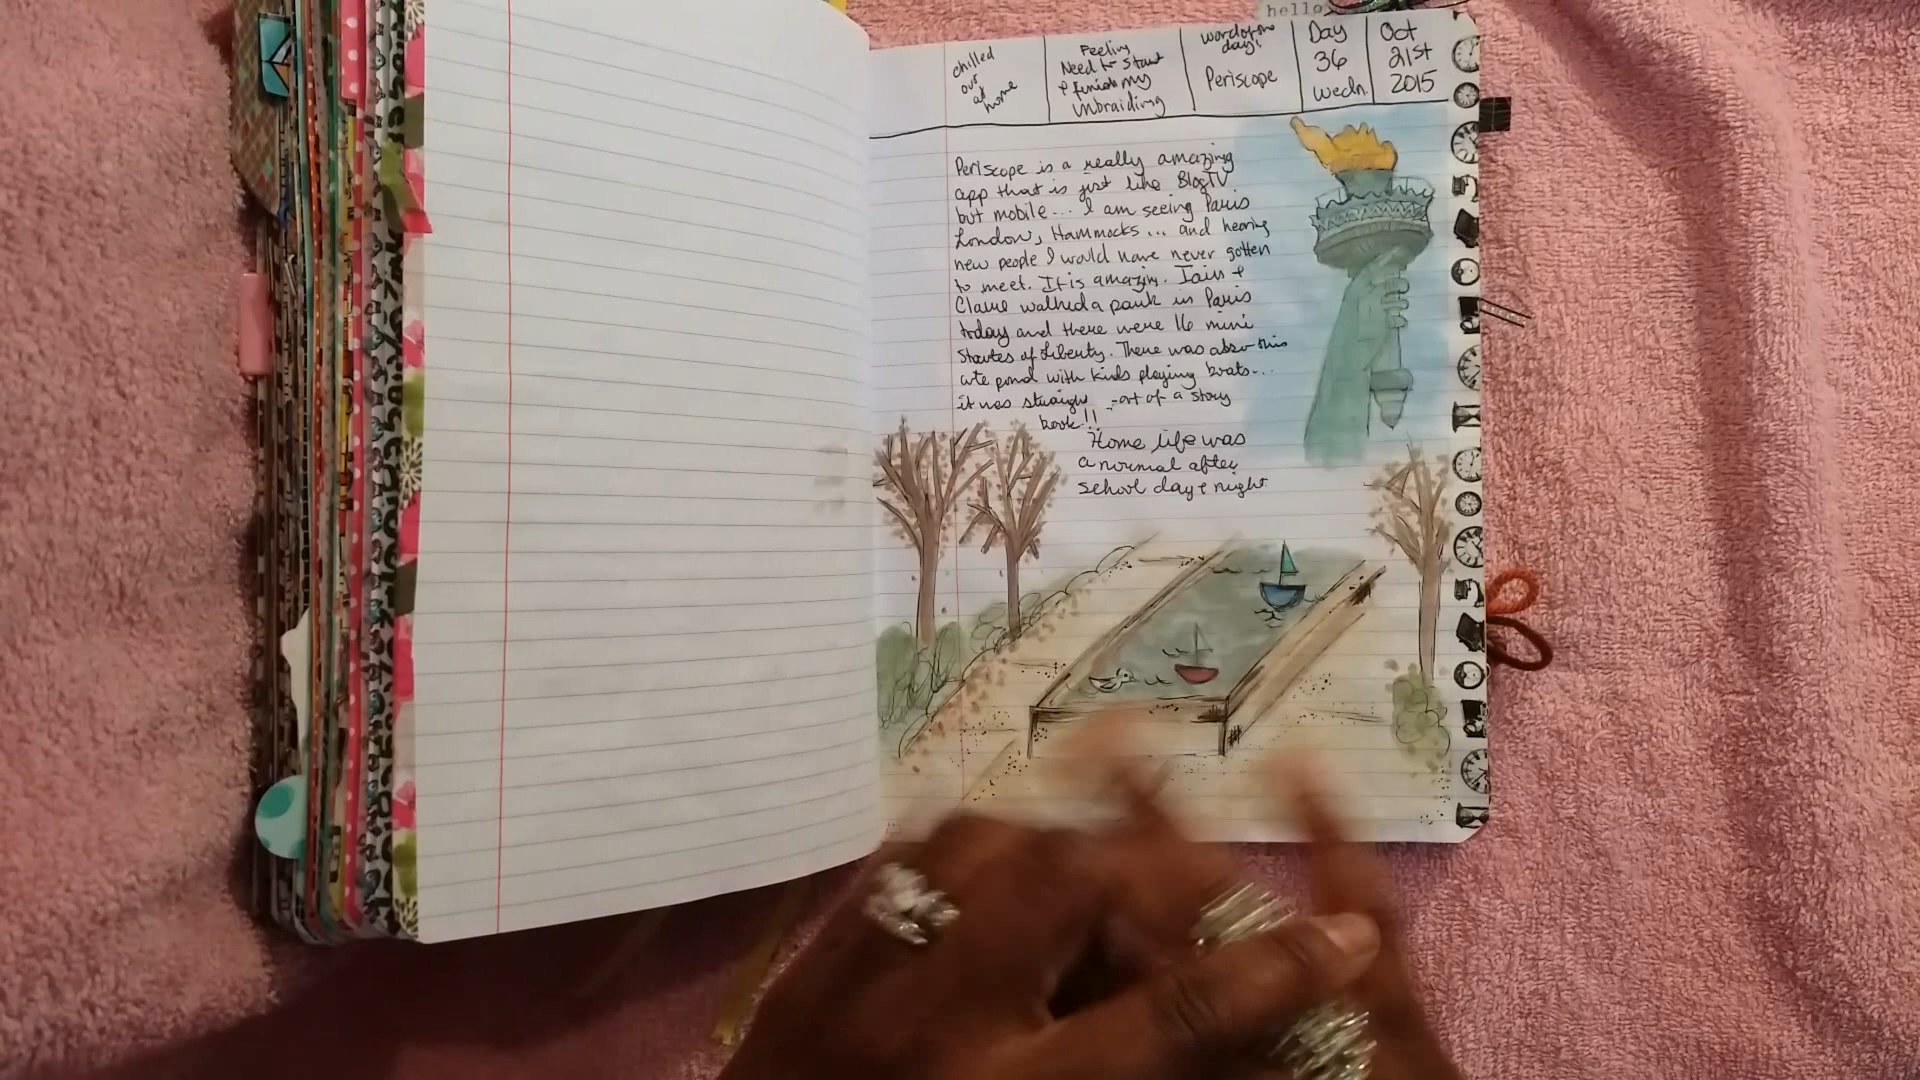 hello
chilled
out
at
home
Feeling
Need to start
& finish my
unbraiding
word of the
day!
Periscope
Day
36
wedn.
Oct
21st
2015
Periscope is a really amazing
app that is just like BlogTV
but mobile... I am seeing Paris
London, Hammocks... and hearing
new people I would have never gotten
to meet. It is amazing. Iain &
Claire walked a park in Paris
today and there were 16 mini
Statues of Liberty. There was also this
cute pond with kids playing boats...
it was straight out of a story
book!!
Home life was
a normal after
school day & night